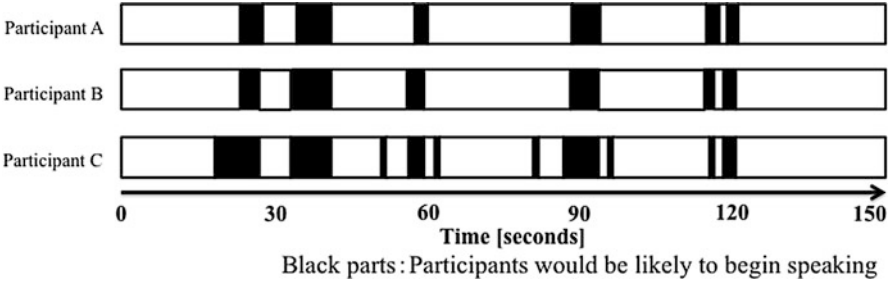 Participant A
Participant B
Participant C
0 30 60 90 120 150
Time [seconds]
Black parts:Participants would be likely to begin speaking